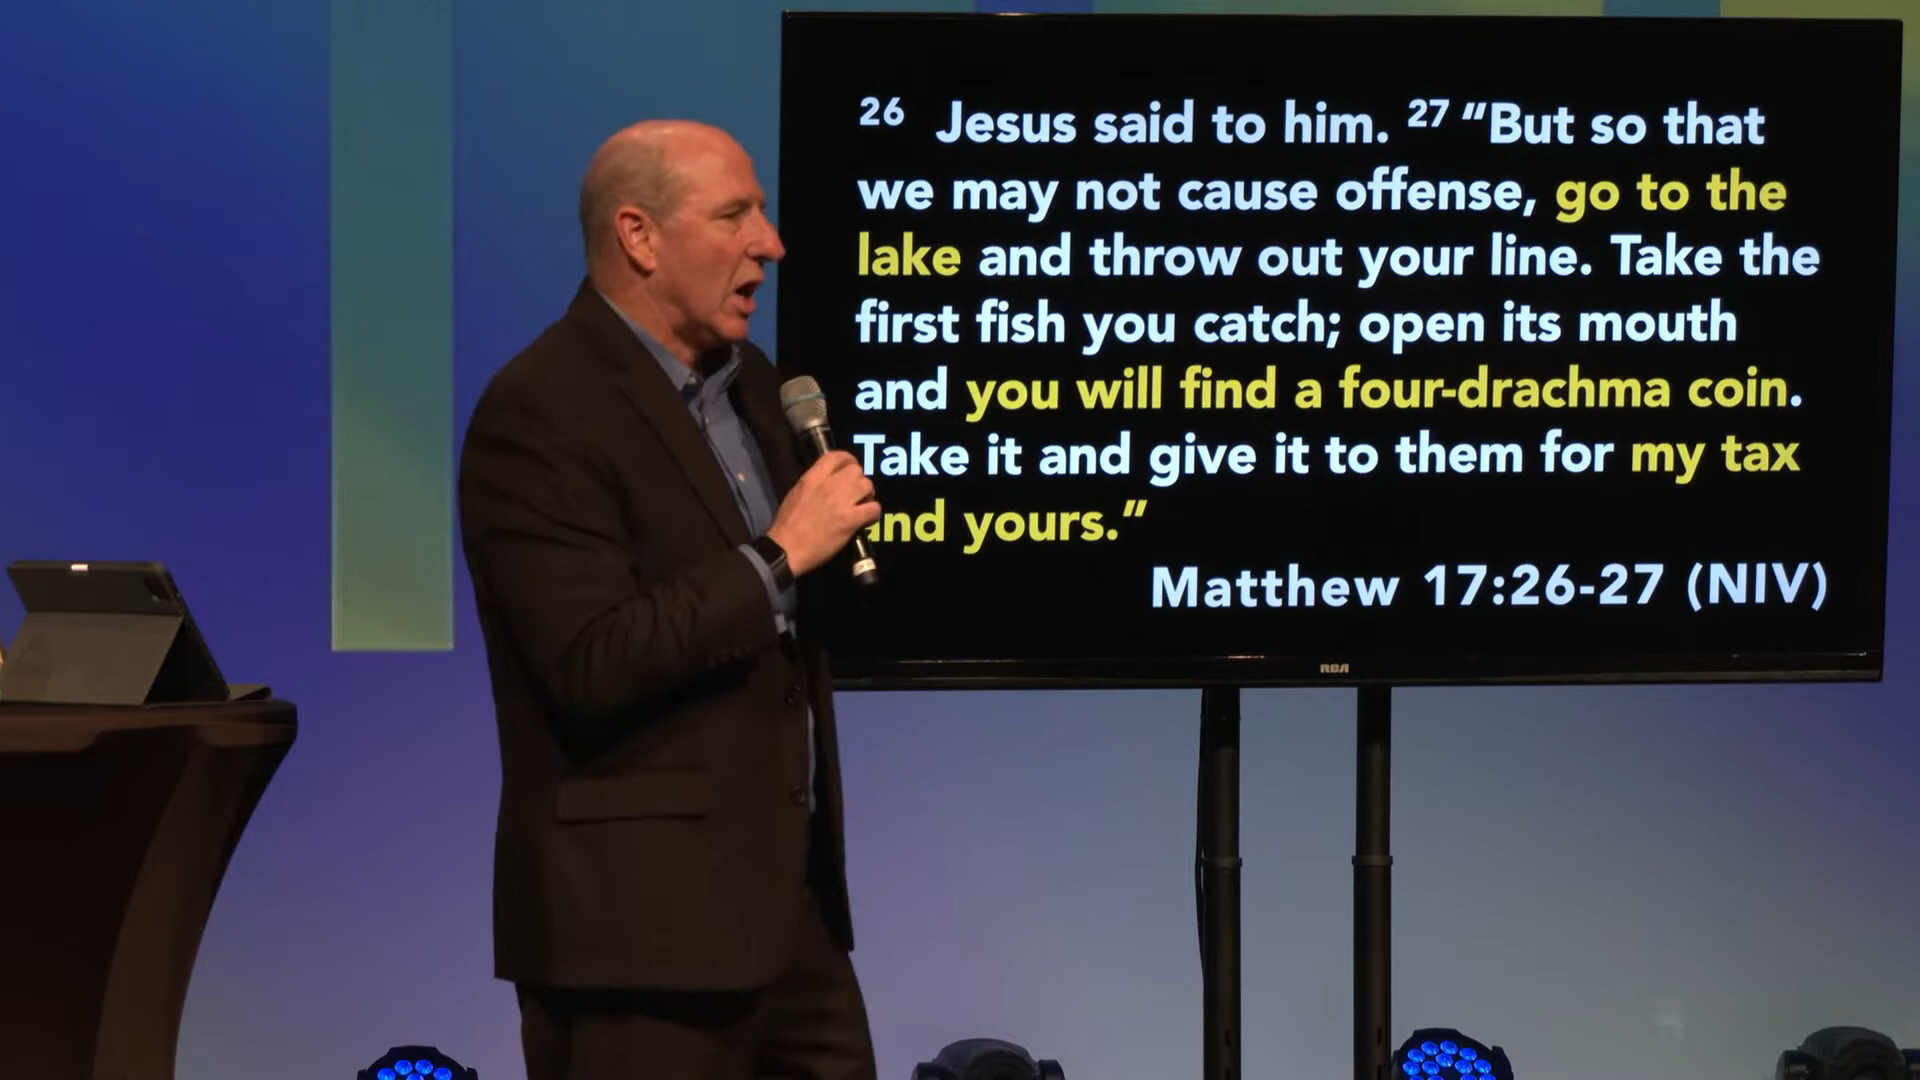 26 Jesus said to him. 27 “But so that
we may not cause offense, go to the
lake and throw out your line. Take the
first fish you catch; open its mouth
and you will find a four-drachma coin.
Take it and give it to them for my tax
and yours.”
Matthew 17:26-27 (NIV)
RCA